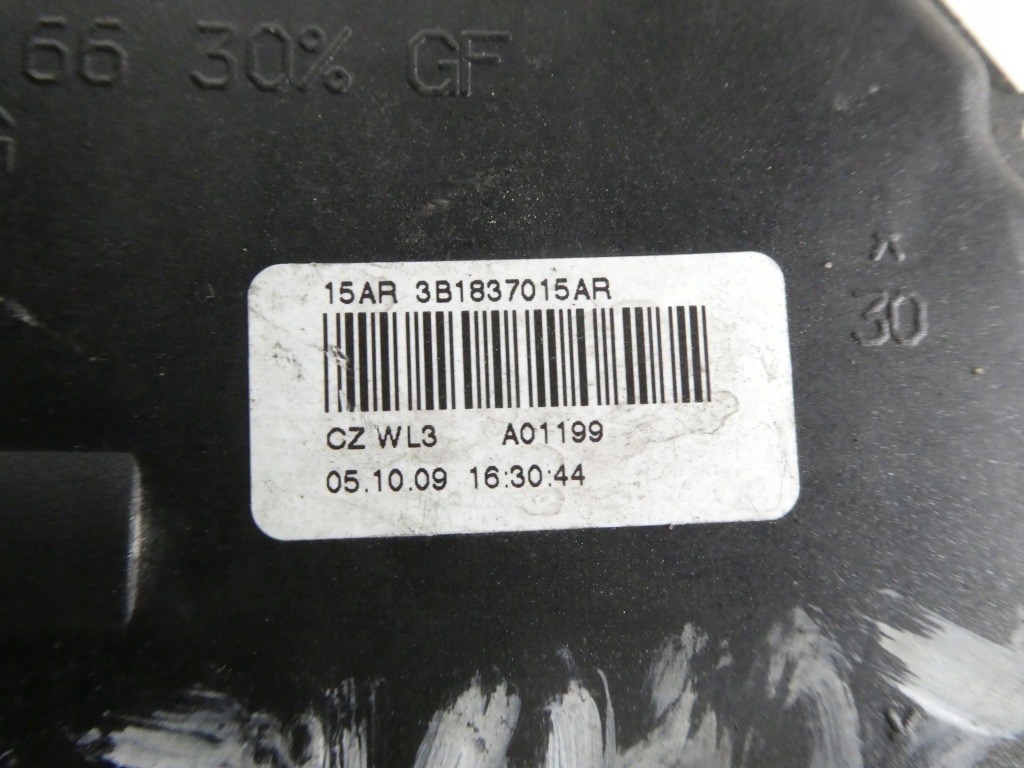 66 30% GF
15AR 3B1837015AR
30
CZ WL3 A01199
05.10.09 16:30:44